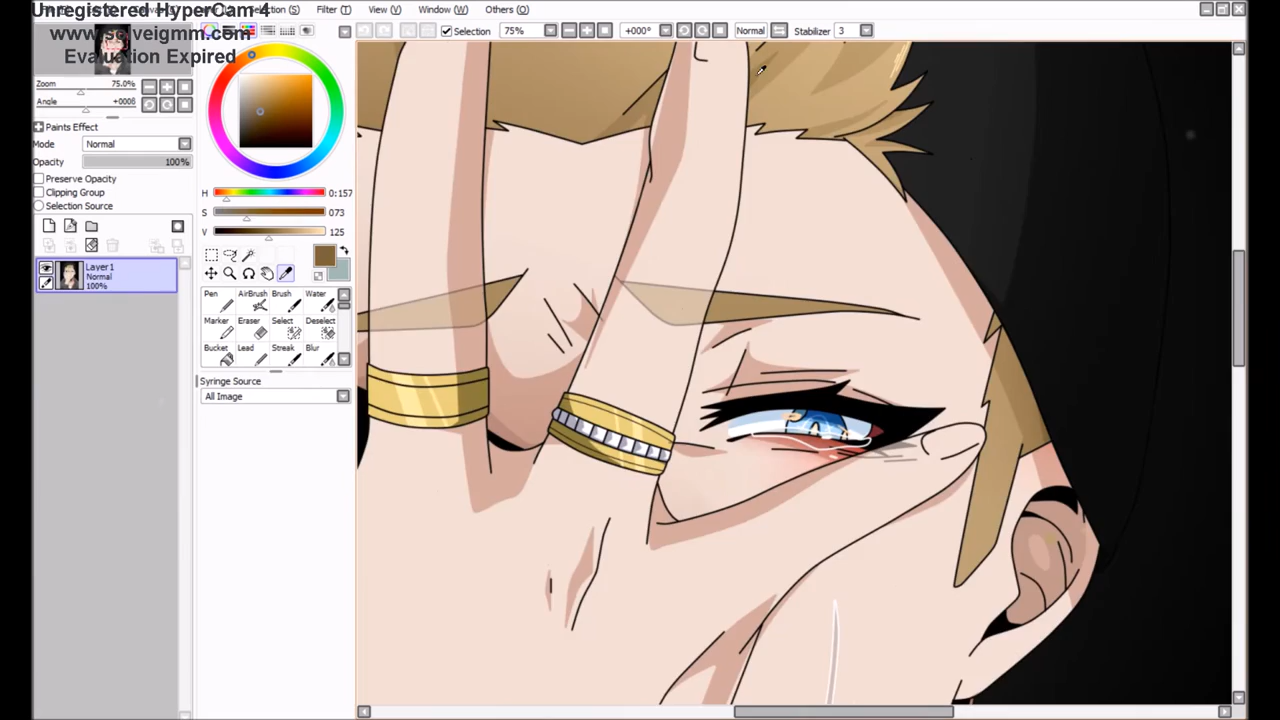 Unregistered HyperCam 4
www.solveigmm.com
Evaluation Expired
Selection (S)
Filter (T)
View (V)
Window (W)
Others (O)
Selection
75%
+000°
Normal
Stabilizer
3
Zoom
75.0%
Angle
+0006
Paints Effect
Mode
Normal
Opacity
100%
Preserve Opacity
Clipping Group
Selection Source
Layer1
Normal
100%
H
0:157
S
073
V
125
Pen
AirBrush
Brush
Water
Marker
Eraser
Select
Deselect
Bucket
Lead
Streak
Blur
Syringe Source
All Image